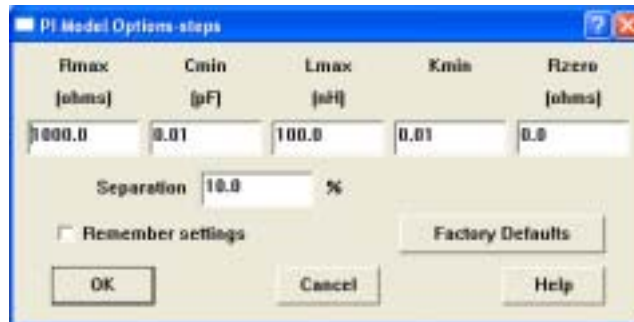 PI Model Options-steps
Rmax Cmin Lmax Kmin Rzero
(ohms) (pF) (nH) (ohms)
1000.0 0.01 100.0 0.01 0.0
Separation 10.0 %
Remember settings Factory Defaults
OK Cancel Help